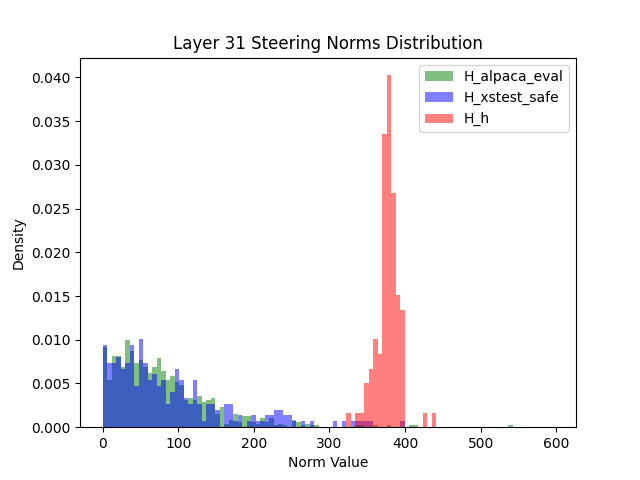 Layer 31 Steering Norms Distribution
H_alpaca_eval
H_xstest_safe
H_h
0.040
0.035
0.030
0.025
0.020
0.015
0.010
0.005
0.000
Density
0
100
200
300
400
500
600
Norm Value